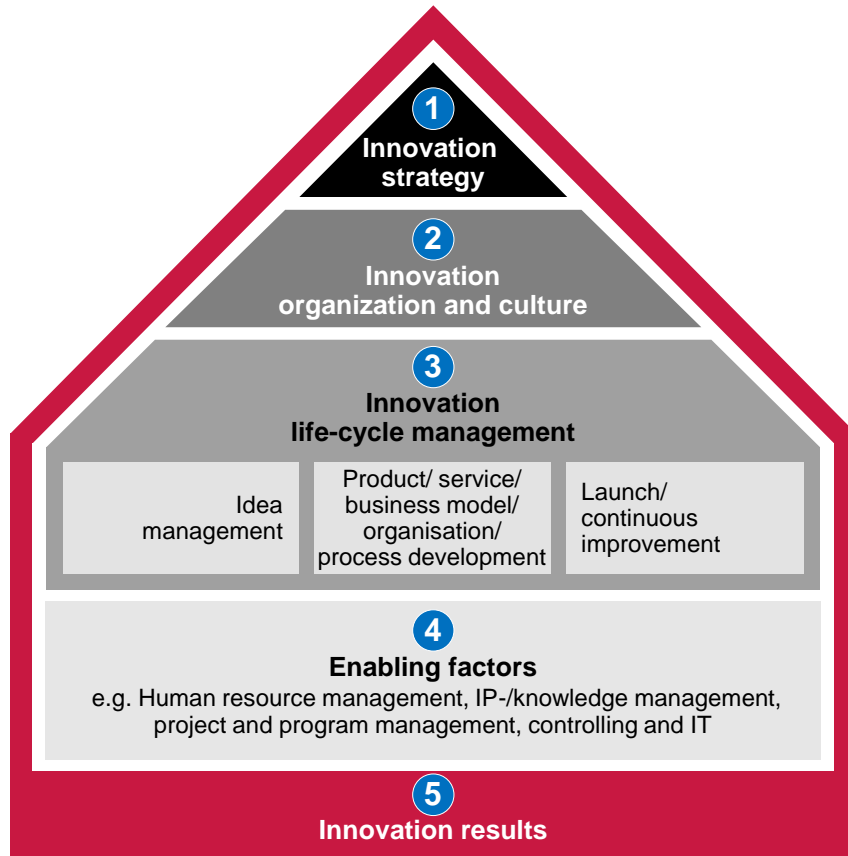 1
Innovation
strategy
2
Innovation
organization and culture
3
Innovation
life-cycle management
Idea
management
Product/ service/
business model/
organisation/
process development
Launch/
continuous
improvement
4
Enabling factors
e.g. Human resource management, IP-/knowledge management,
project and program management, controlling and IT
5
Innovation results